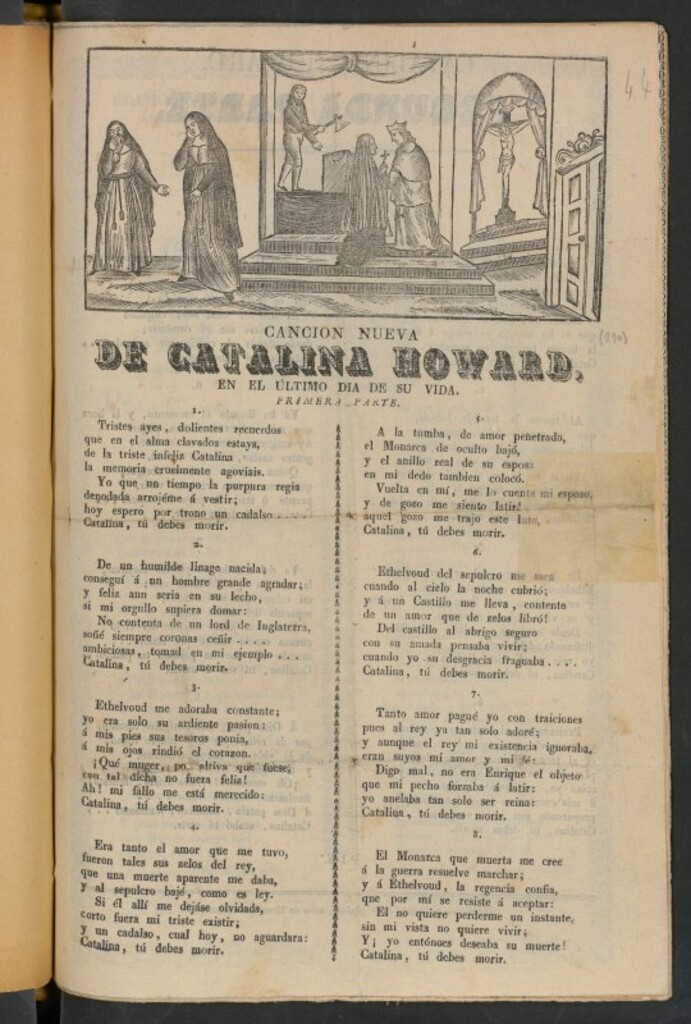 44
CANCION NUEVA
(190)
DE CATALINA HOWARD,
EN EL ÚLTIMO DIA DE SU VIDA.
PRIMERA PARTE.
1.
Tristes ayes, dolientes recuerdos
que en el alma clavados estays,
de la triste infeliz Catalina
la memoria cruelmente agoviais.
Yo que un tiempo la purpura regia
denodada arrojéme á vestir;
hoy espero por trono un cadalso....
Catalina, tú debes morir.
2.
De un humilde linage nacida;
conseguí á un hombre grande agradar;
y feliz aun seria en su lecho,
si mi orgullo supiera domar:
No contenta de un lord de Inglaterra,
soñé siempre coronas ceñir....
ambiciosas, tomad en mi ejemplo...
Catalina, tú debes morir.
3.
Ethelvoud me adoraba constante;
yo era solo su ardiente pasion:
á mis pies sus tesoros ponia,
á mis ojos rindió el corazon.
¡Qué muger, po altiva que fuese,
con tal dicha no fuera feliz!
Ah! mi fallo me está merecido:
Catalina, tú debes morir.
4.
Era tanto el amor que me tuvo,
fueron tales sus zelos del rey,
que una muerte aparente me daba,
y al sepulcro bajé, como es ley.
Si él allí me dejáse olvidada,
corto fuera mi triste existir;
y un cadalso, cual hoy, no aguardara:
Catalina, tú debes morir.
5.
A la tumba, de amor penetrado,
el Monarca de oculto bajó,
y el anillo real de su esposa
en mi dedo tambien colocó.
Vuelta en mí, me lo cuenta mi esposo,
y de gozo me siento latir!
aquel gozo me trajo este luto,
Catalina, tú debes morir.
6.
Ethelvoud del sepulcro me saca
cuando al cielo la noche cubrió;
y á un Castillo me lleva, contento
de un amor que de zelos libró!
Del castillo al abrigo seguro
con su amada pensaba vivir;
cuando yo su desgracia fraguaba....
Catalina, tú debes morir.
7.
Tanto amor pagué yo con traiciones
pues al rey ya tan solo adoré;
y aunque el rey mi existencia ignoraba,
eran suyos mi amor y mi fé:
Digo mal, no era Enrique el objeto
que mi pecho forzaba á latir:
yo anelaba tan solo ser reina:
Catalina, tú debes morir.
8.
El Monarca que muerta me cree
á la guerra resuelve marchar;
y á Ethelvoud, la regencia confia,
que por mí se resiste á aceptar:
El no quiere perderme un instante,
sin mi vista no quiere vivir;
Y ¡ yo entónces deseaba su muerte!
Catalina, tú debes morir.